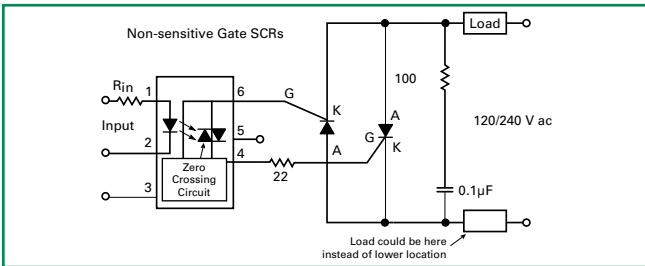 Non-sensitive Gate SCRs
Load
Rin
1
6
G
K
100
A
G
K
120/240 V ac
Input
2
5
4
A
22
Zero
Crossing
Circuit
3
0.1µF
Load could be here
instead of lower location